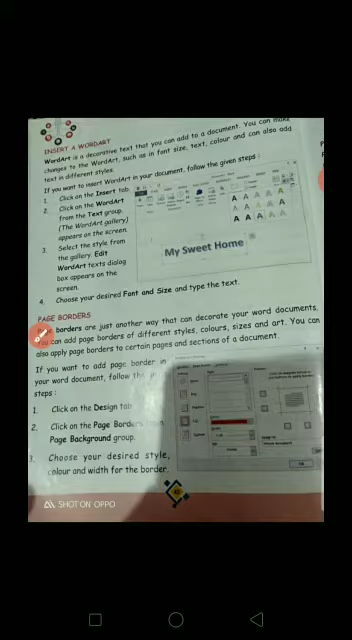 INSERT A WORDART
WordArt is a decorative text that you can add to a document. You can make
changes to the WordArt, such as in font size, text, colour and can also add
text in different styles.
If you want to insert WordArt in your document, follow the given steps :
1. Click on the Insert tab.
2. Click on the WordArt
from the Text group.
(The WordArt gallery)
appears on the screen.
3. Select the style from
the gallery. Edit
WordArt texts dialog
box appears on the
screen.
My Sweet Home
4. Choose your desired Font and Size and type the text.
PAGE BORDERS
borders are just another way that can decorate your word documents.
You can add page borders of different styles, colours, sizes and art. You can
also apply page borders to certain pages and sections of a document.
If you want to add page border in
your word document, follow the
steps :
1. Click on the Design tab
2. Click on the Page Borders
Page Background group.
3. Choose your desired style,
colour and width for the border.
SHOT ON OPPO